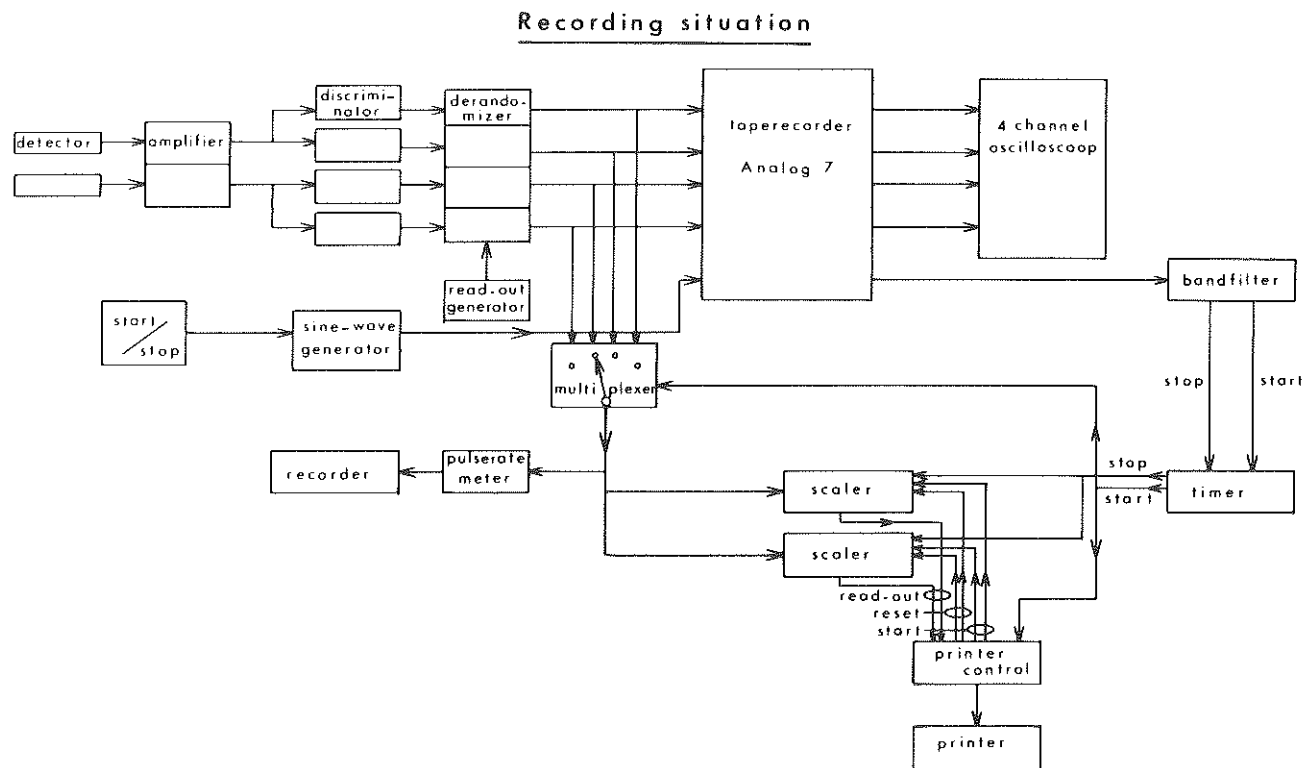 Recording situation
discrimi-
nator
derando-
mizer
detector
amplifier
taperecorder
Analog 7
4 channel
oscilloscoop
read-out
generator
bandfilter
start
stop
sine-wave
generator
multiplexer
stop
start
recorder
pulserate
meter
scaler
stop
start
timer
scaler
read-out
reset
start
printer
control
printer